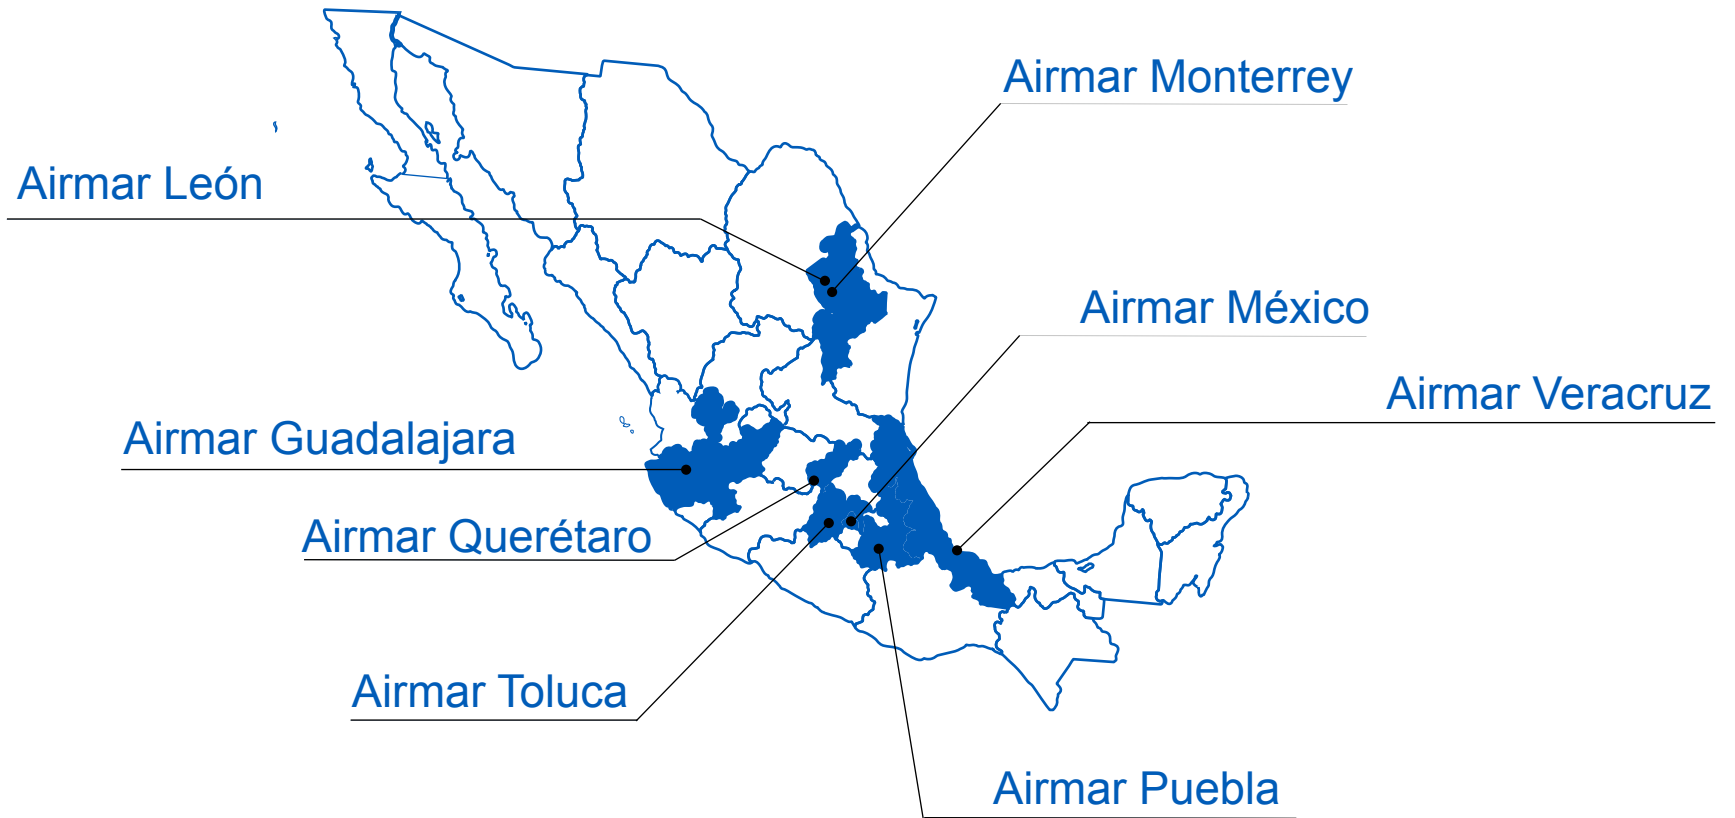 Airmar Monterrey
Airmar León
Airmar México
Airmar Veracruz
Airmar Guadalajara
Airmar Querétaro
Airmar Toluca
Airmar Puebla